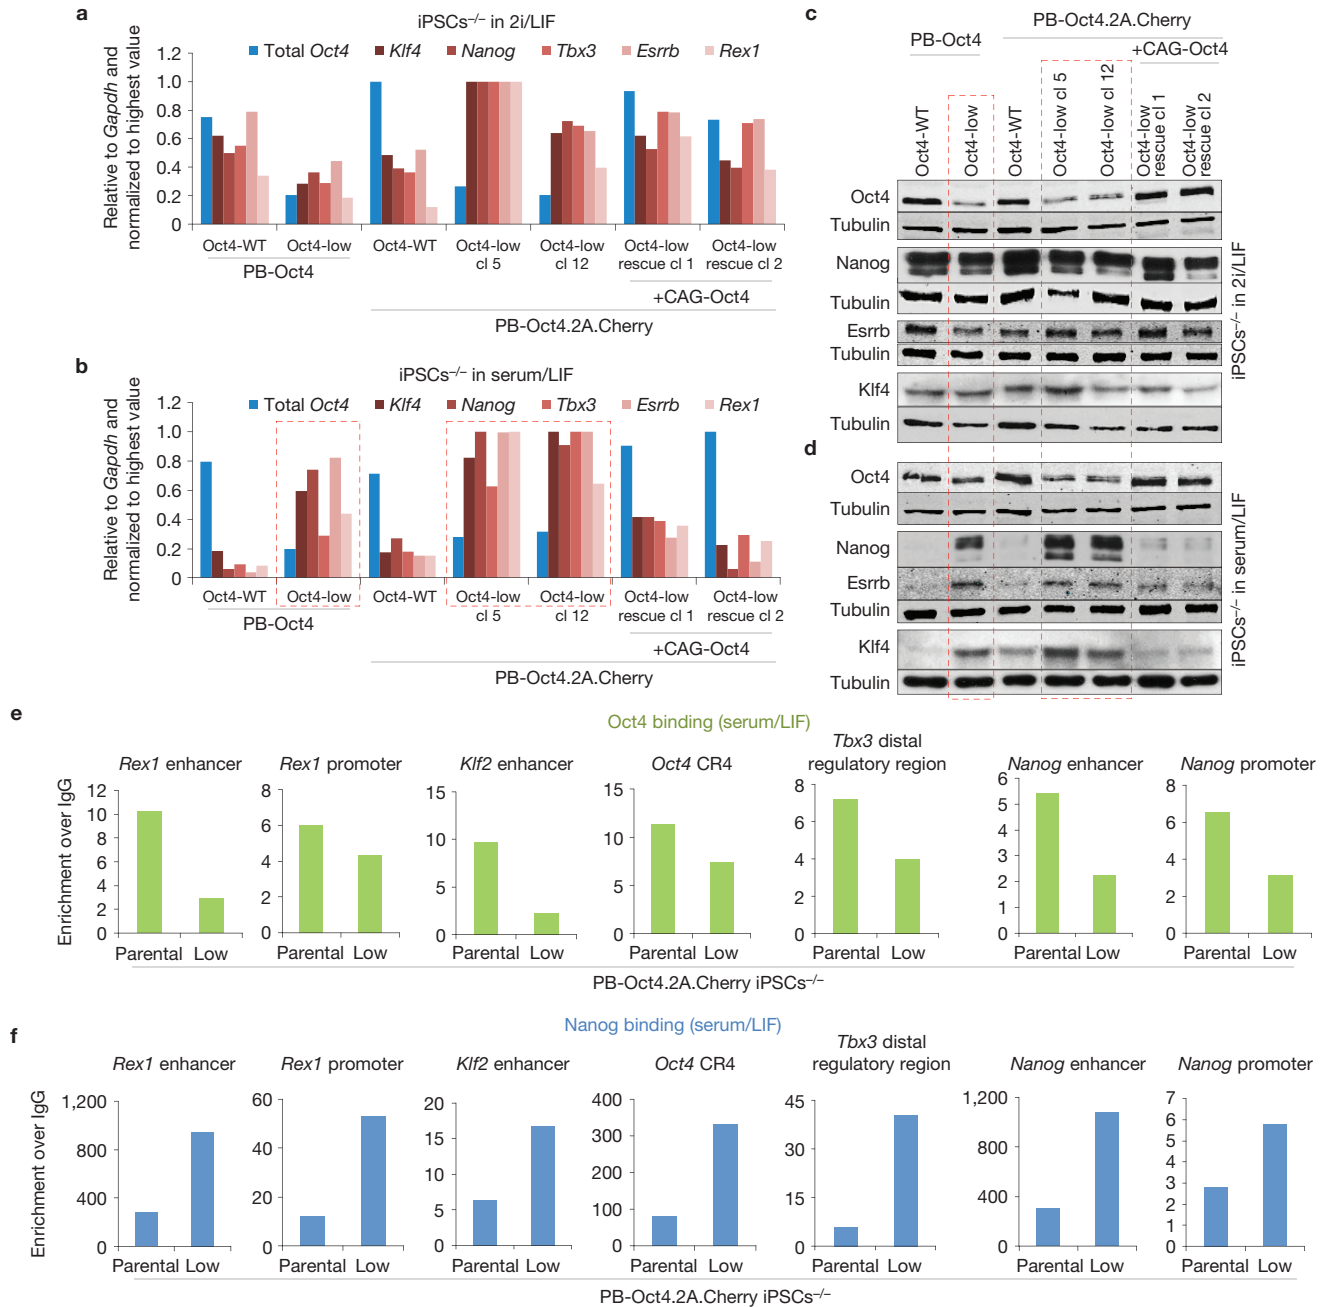 a
iPSCs–/– in 2i/LIF
Total Oct4 Klf4 Nanog Tbx3 Esrrb Rex1
Relative to Gapdh and
normalized to highest value
1.2
1.0
0.8
0.6
0.4
0.2
0
Oct4-WT Oct4-low Oct4-WT Oct4-low Oct4-low Oct4-low Oct4-low
cl 5 cl 12 rescue cl 1 rescue cl 2
PB-Oct4
+CAG-Oct4
PB-Oct4.2A.Cherry
b
iPSCs–/– in serum/LIF
Total Oct4 Klf4 Nanog Tbx3 Esrrb Rex1
Relative to Gapdh and
normalized to highest value
1.2
1.0
0.8
0.6
0.4
0.2
0
Oct4-WT Oct4-low Oct4-WT Oct4-low Oct4-low Oct4-low Oct4-low
cl 5 cl 12 rescue cl 1 rescue cl 2
PB-Oct4
+CAG-Oct4
PB-Oct4.2A.Cherry
c
PB-Oct4.2A.Cherry
PB-Oct4
+CAG-Oct4
Oct4-WT
Oct4-low
Oct4-WT
Oct4-low cl 5
Oct4-low cl 12
Oct4-low
rescue cl 1
Oct4-low
rescue cl 2
Oct4
Tubulin
Nanog
Tubulin
Esrrb
Tubulin
Klf4
Tubulin
iPSCs–/– in 2i/LIF
d
Oct4
Tubulin
Nanog
Esrrb
Tubulin
Klf4
Tubulin
iPSCs–/– in serum/LIF
e
Oct4 binding (serum/LIF)
Enrichment over IgG
Rex1 enhancer
12
10
8
6
4
2
0
Parental Low
Rex1 promoter
8
6
4
2
0
Parental Low
Klf2 enhancer
15
10
5
0
Parental Low
Oct4 CR4
15
10
5
0
Parental Low
Tbx3 distal
regulatory region
8
6
4
2
0
Parental Low
Nanog enhancer
6
5
4
3
2
1
0
Parental Low
Nanog promoter
8
6
4
2
0
Parental Low
PB-Oct4.2A.Cherry iPSCs–/–
f
Nanog binding (serum/LIF)
Enrichment over IgG
Rex1 enhancer
1,200
800
400
0
Parental Low
Rex1 promoter
60
40
20
0
Parental Low
Klf2 enhancer
20
15
10
5
0
Parental Low
Oct4 CR4
400
300
200
100
0
Parental Low
Tbx3 distal
regulatory region
45
30
15
0
Parental Low
Nanog enhancer
1,200
800
400
0
Parental Low
Nanog promoter
7
6
5
4
3
2
1
0
Parental Low
PB-Oct4.2A.Cherry iPSCs–/–